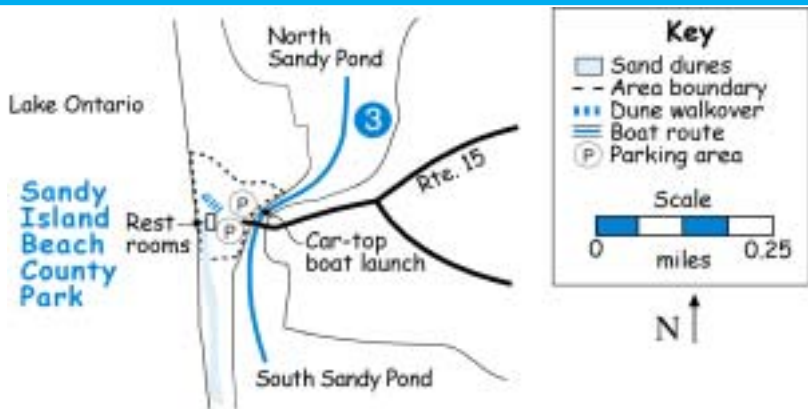 North
Sandy Pond
Lake Ontario
3
Rte. 15
Sandy
Island
Beach
County
Park
P
P
Rest
rooms
Car-top
boat launch
South Sandy Pond
Key
Sand dunes
Area boundary
Dune walkover
Boat route
P Parking area
Scale
0 0.25
miles
N